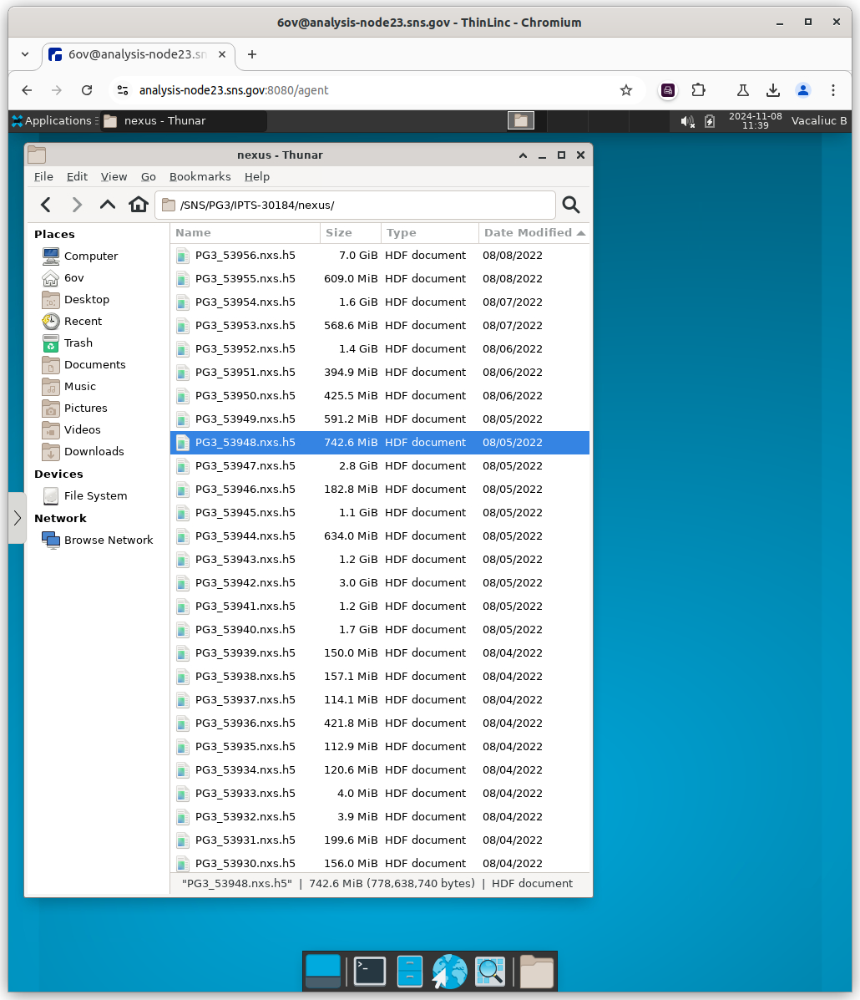 6ov@analysis-node23.sns.gov - ThinLinc - Chromium
6ov@analysis-node23.sn
analysis-node23.sns.gov:8080/agent
Applications
nexus - Thunar
2024-11-08
11:39
Vacaliuc B
nexus - Thunar
File Edit View Go Bookmarks Help
/SNS/PG3/IPTS-30184/nexus/
Places
Computer
6ov
Desktop
Recent
Trash
Documents
Music
Pictures
Videos
Downloads
Devices
File System
Network
Browse Network
Name Size Type Date Modified
PG3_53956.nxs.h5 7.0 GiB HDF document 08/08/2022
PG3_53955.nxs.h5 609.0 MiB HDF document 08/08/2022
PG3_53954.nxs.h5 1.6 GiB HDF document 08/07/2022
PG3_53953.nxs.h5 568.6 MiB HDF document 08/07/2022
PG3_53952.nxs.h5 1.4 GiB HDF document 08/06/2022
PG3_53951.nxs.h5 394.9 MiB HDF document 08/06/2022
PG3_53950.nxs.h5 425.5 MiB HDF document 08/06/2022
PG3_53949.nxs.h5 591.2 MiB HDF document 08/05/2022
PG3_53948.nxs.h5 742.6 MiB HDF document 08/05/2022
PG3_53947.nxs.h5 2.8 GiB HDF document 08/05/2022
PG3_53946.nxs.h5 182.8 MiB HDF document 08/05/2022
PG3_53945.nxs.h5 1.1 GiB HDF document 08/05/2022
PG3_53944.nxs.h5 634.0 MiB HDF document 08/05/2022
PG3_53943.nxs.h5 1.2 GiB HDF document 08/05/2022
PG3_53942.nxs.h5 3.0 GiB HDF document 08/05/2022
PG3_53941.nxs.h5 1.2 GiB HDF document 08/05/2022
PG3_53940.nxs.h5 1.7 GiB HDF document 08/05/2022
PG3_53939.nxs.h5 150.0 MiB HDF document 08/04/2022
PG3_53938.nxs.h5 157.1 MiB HDF document 08/04/2022
PG3_53937.nxs.h5 114.1 MiB HDF document 08/04/2022
PG3_53936.nxs.h5 421.8 MiB HDF document 08/04/2022
PG3_53935.nxs.h5 112.9 MiB HDF document 08/04/2022
PG3_53934.nxs.h5 120.6 MiB HDF document 08/04/2022
PG3_53933.nxs.h5 4.0 MiB HDF document 08/04/2022
PG3_53932.nxs.h5 3.9 MiB HDF document 08/04/2022
PG3_53931.nxs.h5 199.6 MiB HDF document 08/04/2022
PG3_53930.nxs.h5 156.0 MiB HDF document 08/04/2022
"PG3_53948.nxs.h5" | 742.6 MiB (778,638,740 bytes) | HDF document